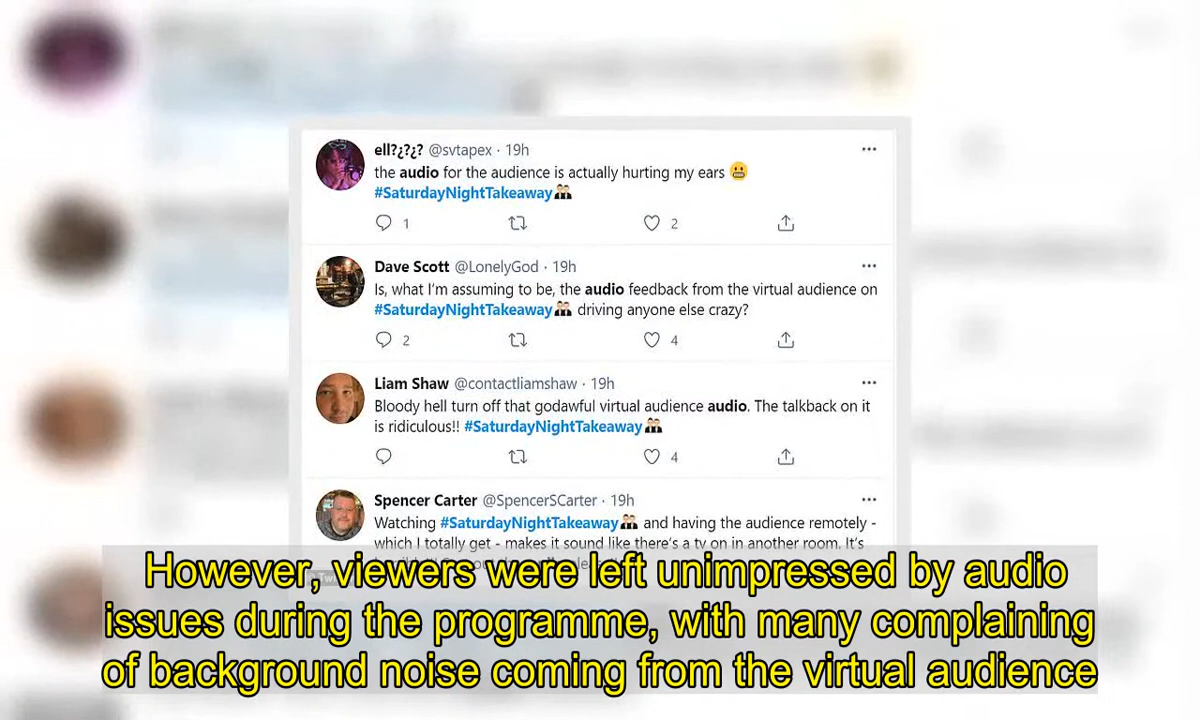 ell?¿?¿? @svtapex · 19h
the audio for the audience is actually hurting my ears 😬
#SaturdayNightTakeaway
1 2
Dave Scott @LonelyGod · 19h
Is, what I'm assuming to be, the audio feedback from the virtual audience on
#SaturdayNightTakeaway driving anyone else crazy?
2 4
Liam Shaw @contactliamshaw · 19h
Bloody hell turn off that godawful virtual audience audio. The talkback on it
is ridiculous!! #SaturdayNightTakeaway
4
Spencer Carter @SpencerSCarter · 19h
Watching #SaturdayNightTakeaway and having the audience remotely -
which I totally get - makes it sound like there's a tv on in another room. It's
However, viewers were left unimpressed by audio
issues during the programme, with many complaining
of background noise coming from the virtual audience